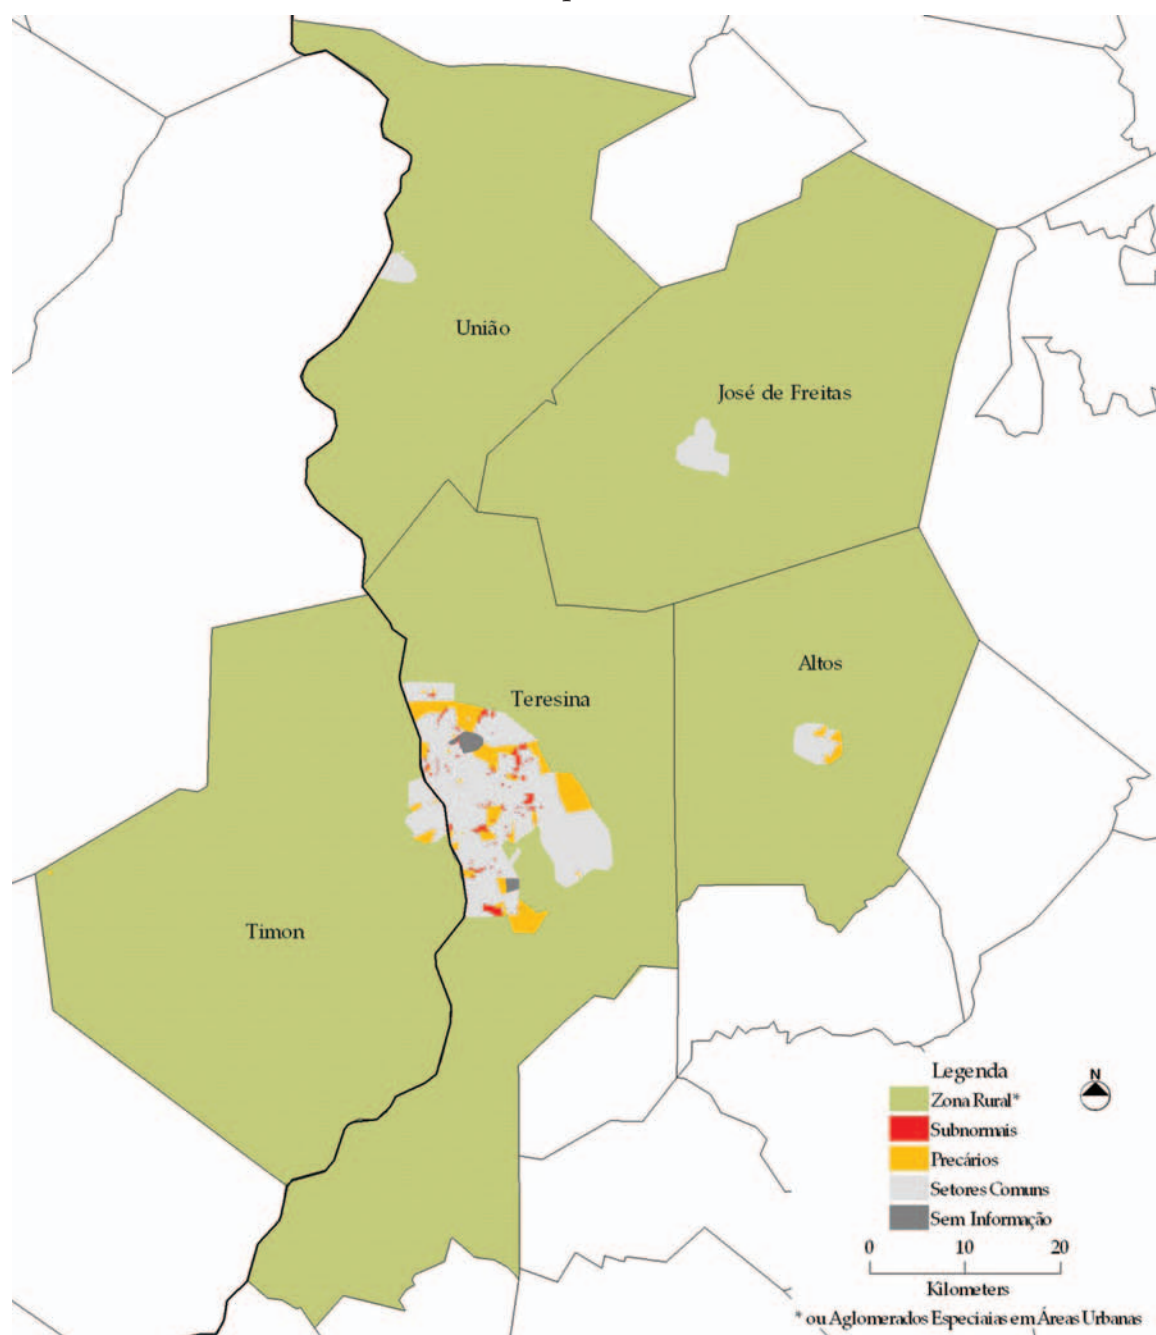 União
José de Freitas
Altos
Teresina
Timon
Legenda
N
Zona Rural*
Subnormais
Precários
Setores Comuns
Sem Informação
0 10 20
Kilometers
* ou Aglomerados Especiaias em Áreas Urbanas